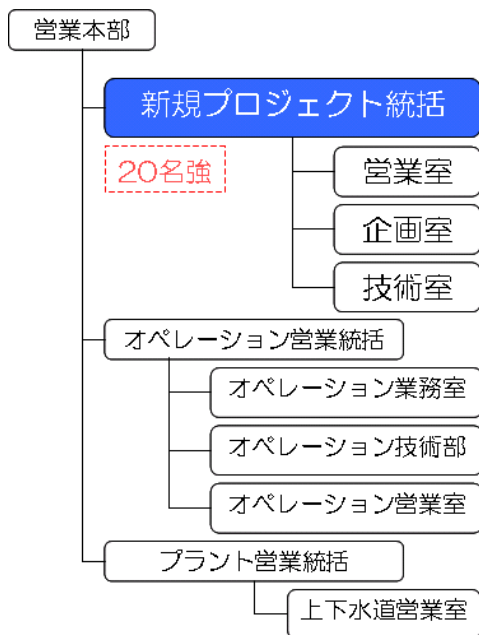 営業本部
新規プロジェクト統括
20名強
営業室
企画室
技術室
オペレーション営業統括
オペレーション業務室
オペレーション技術部
オペレーション営業室
プラント営業統括
上下水道営業室